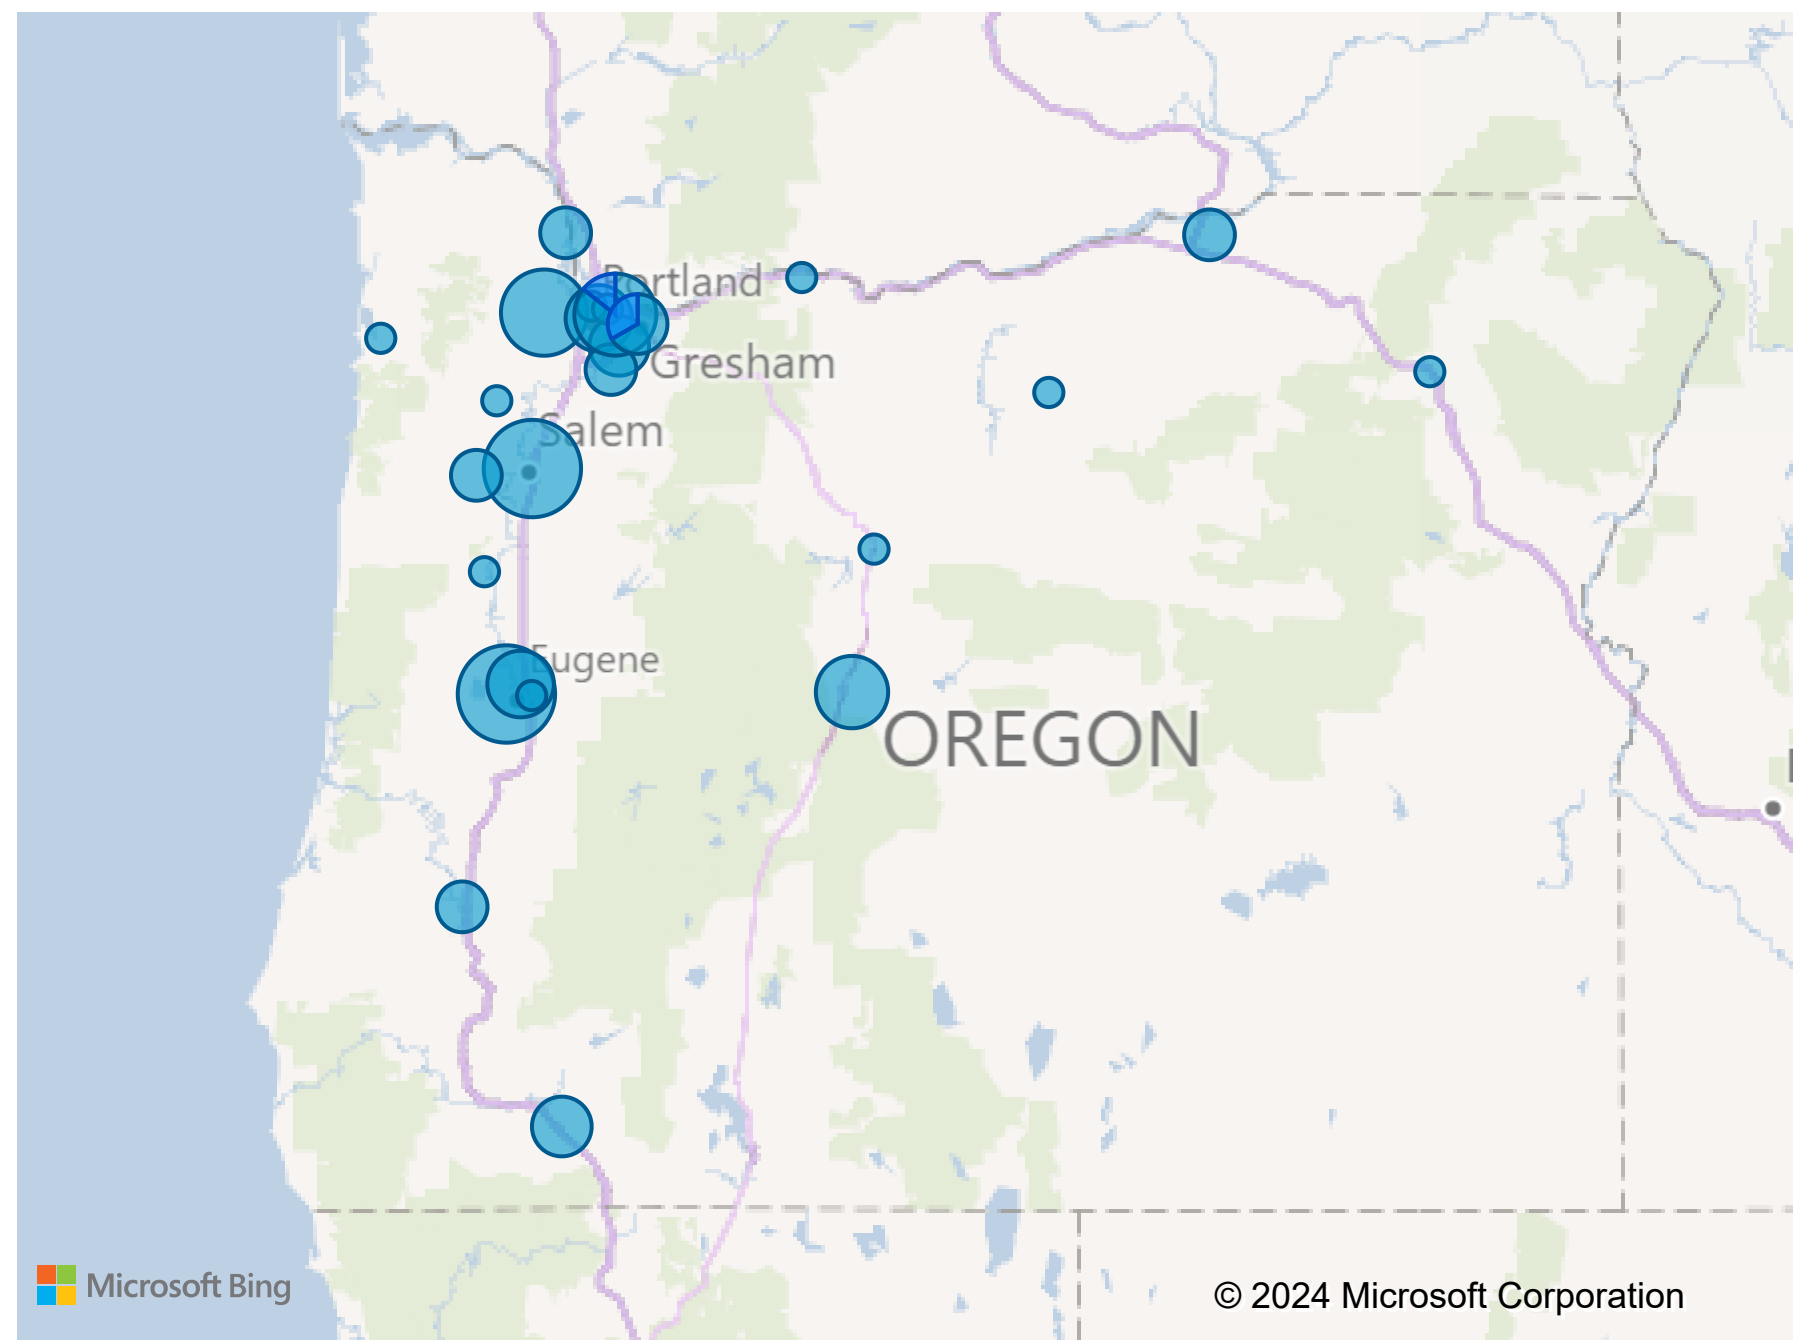 Portland
Gresham
Salem
Eugene
OREGON
Microsoft Bing
© 2024 Microsoft Corporation